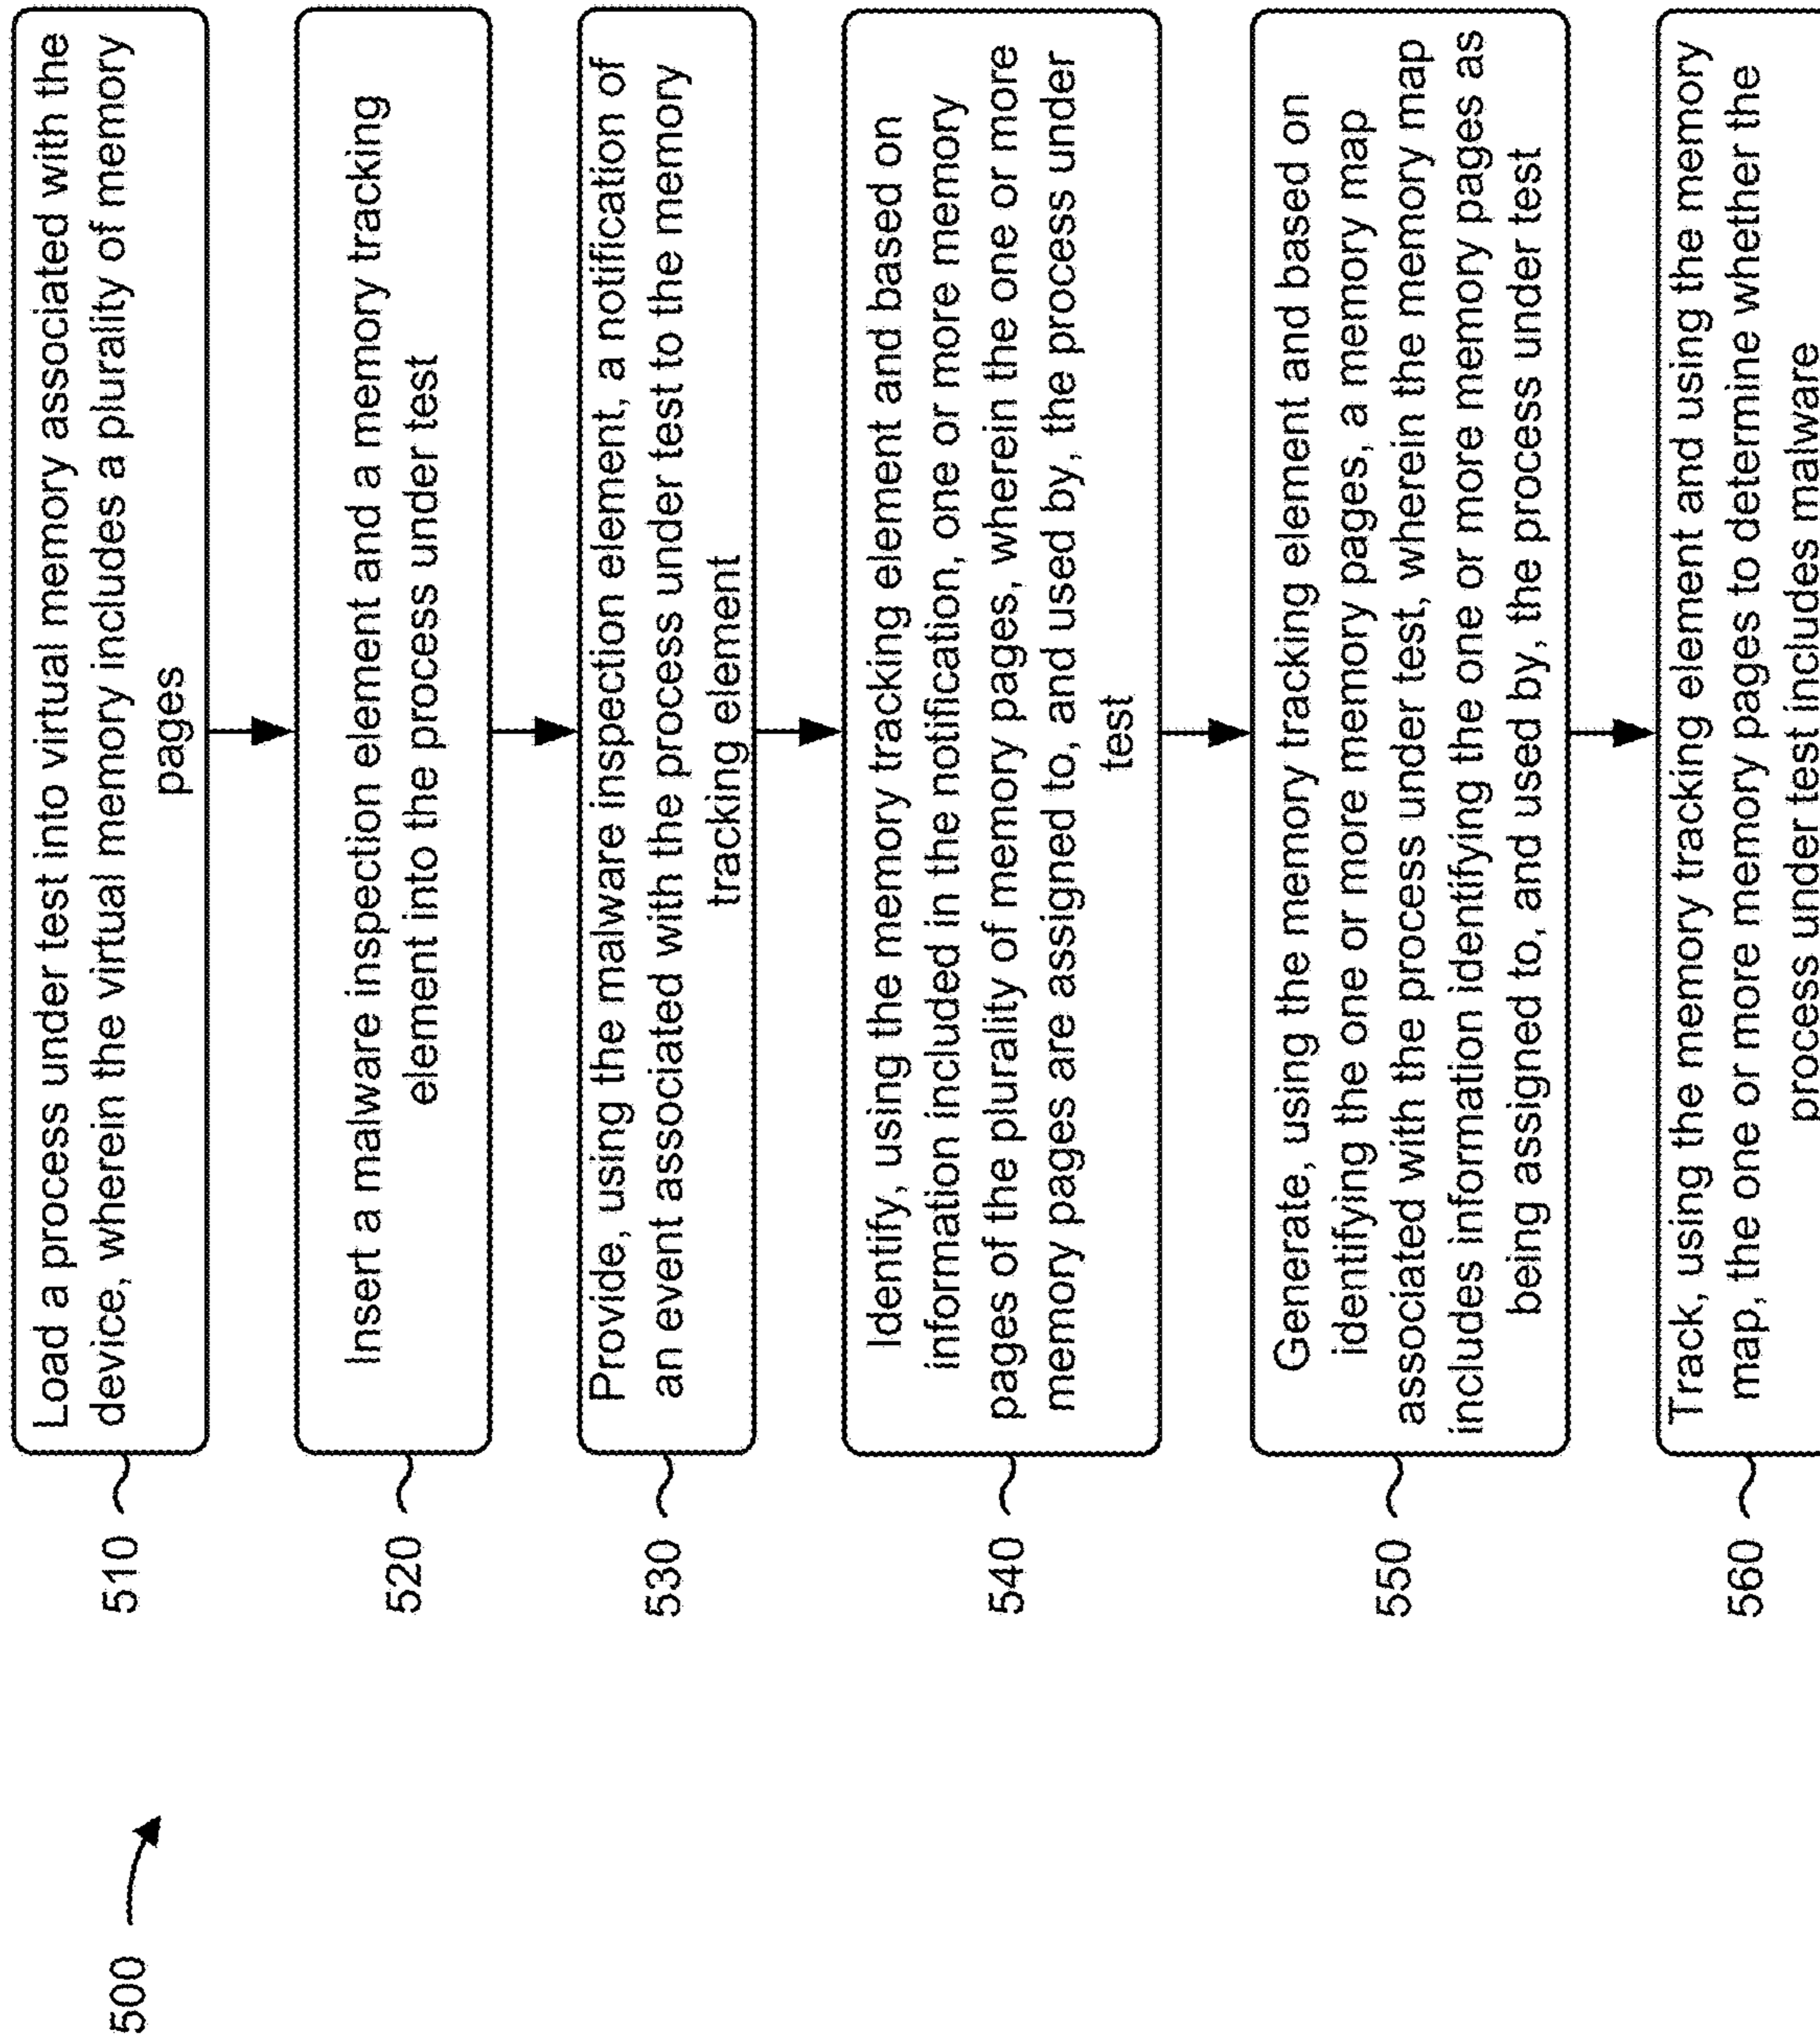 500
510
Load a process under test into virtual memory associated with the
device, wherein the virtual memory includes a plurality of memory
pages
520
Insert a malware inspection element and a memory tracking
element into the process under test
530
Provide, using the malware inspection element, a notification of
an event associated with the process under test to the memory
tracking element
540
Identify, using the memory tracking element and based on
information included in the notification, one or more memory
pages of the plurality of memory pages, wherein the one or more
memory pages are assigned to, and used by, the process under
test
550
Generate, using the memory tracking element and based on
identifying the one or more memory pages, a memory map
associated with the process under test, wherein the memory map
includes information identifying the one or more memory pages as
being assigned to, and used by, the process under test
560
Track, using the memory tracking element and using the memory
map, the one or more memory pages to determine whether the
process under test includes malware